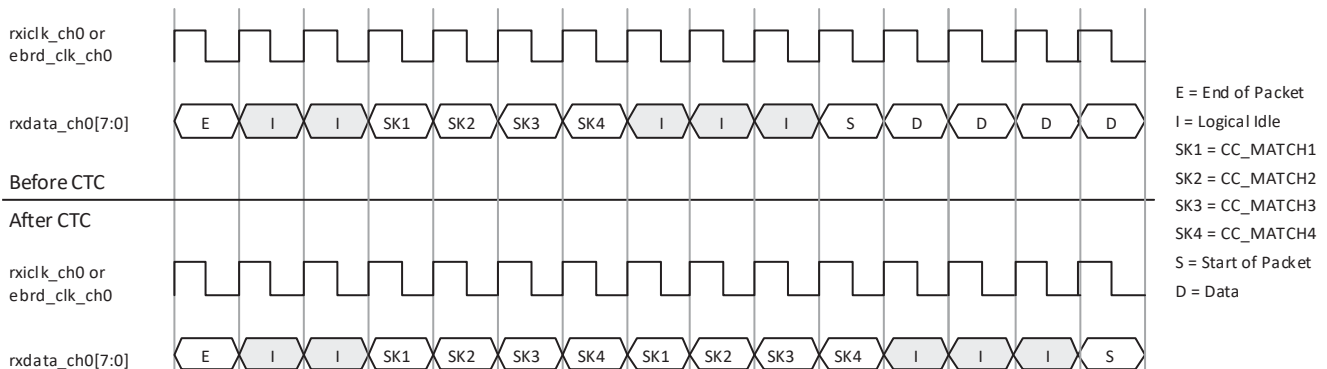 rxiclk_ch0 or
ebrd_clk_ch0
rxdata_ch0[7:0] E I I SK1 SK2 SK3 SK4 I I I S D D D D
Before CTC
After CTC
rxiclk_ch0 or
ebrd_clk_ch0
rxdata_ch0[7:0] E I I SK1 SK2 SK3 SK4 SK1 SK2 SK3 SK4 I I I S
E = End of Packet
I = Logical Idle
SK1 = CC_MATCH1
SK2 = CC_MATCH2
SK3 = CC_MATCH3
SK4 = CC_MATCH4
S = Start of Packet
D = Data